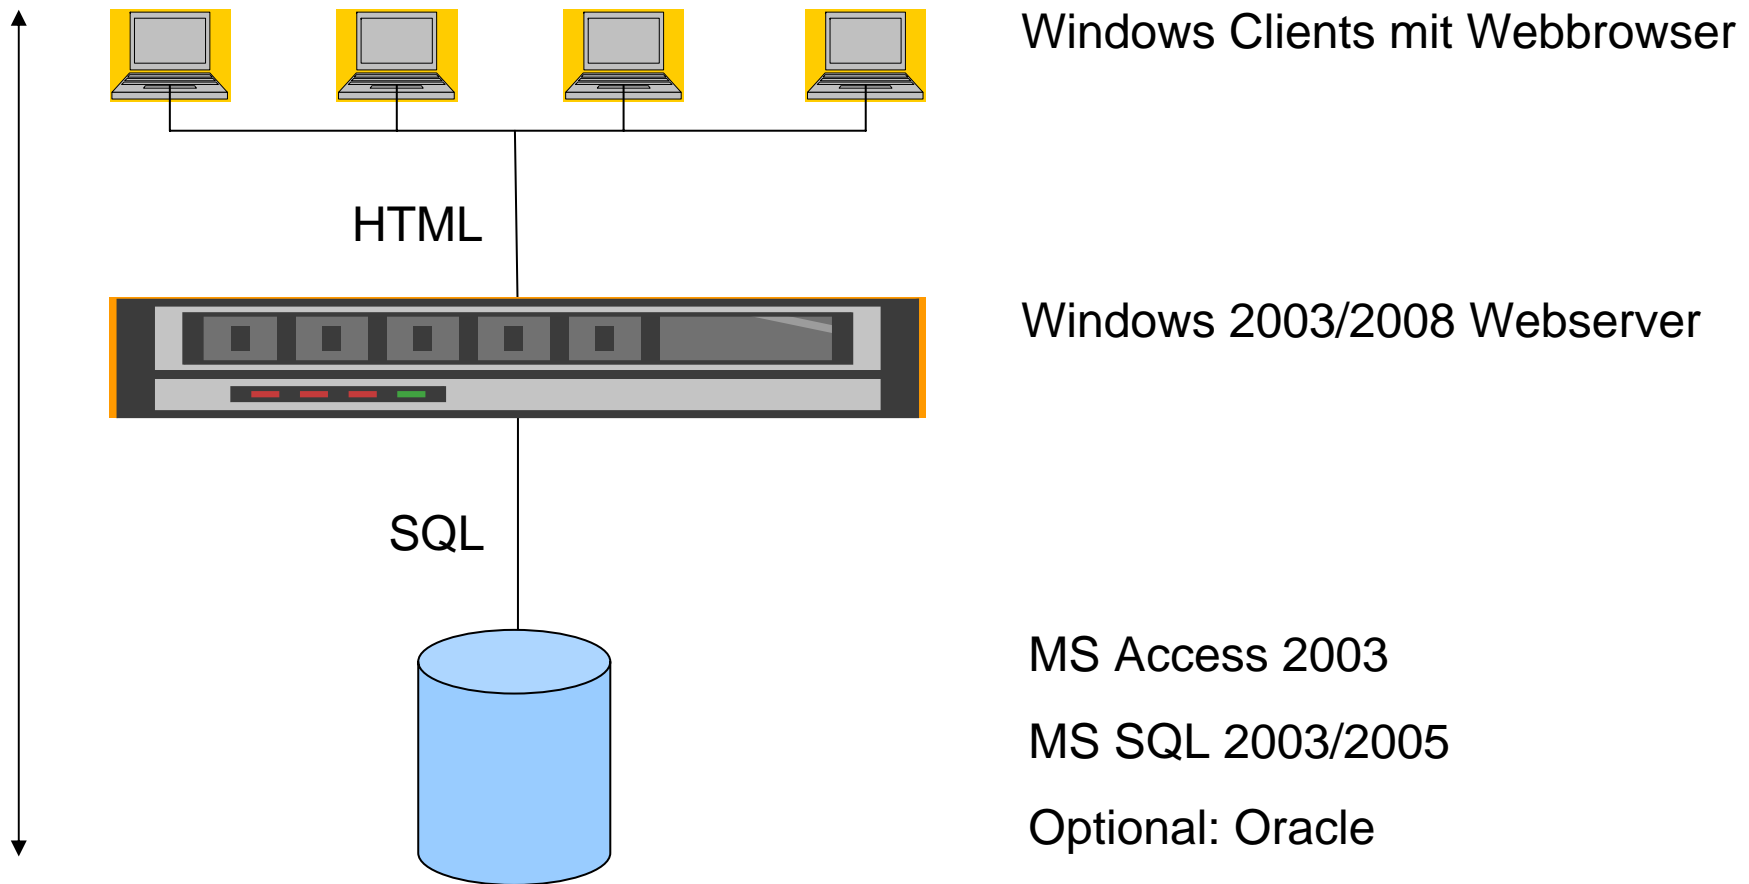 Windows Clients mit Webbrowser
HTML
Windows 2003/2008 Webserver
SQL
MS Access 2003
MS SQL 2003/2005
Optional: Oracle